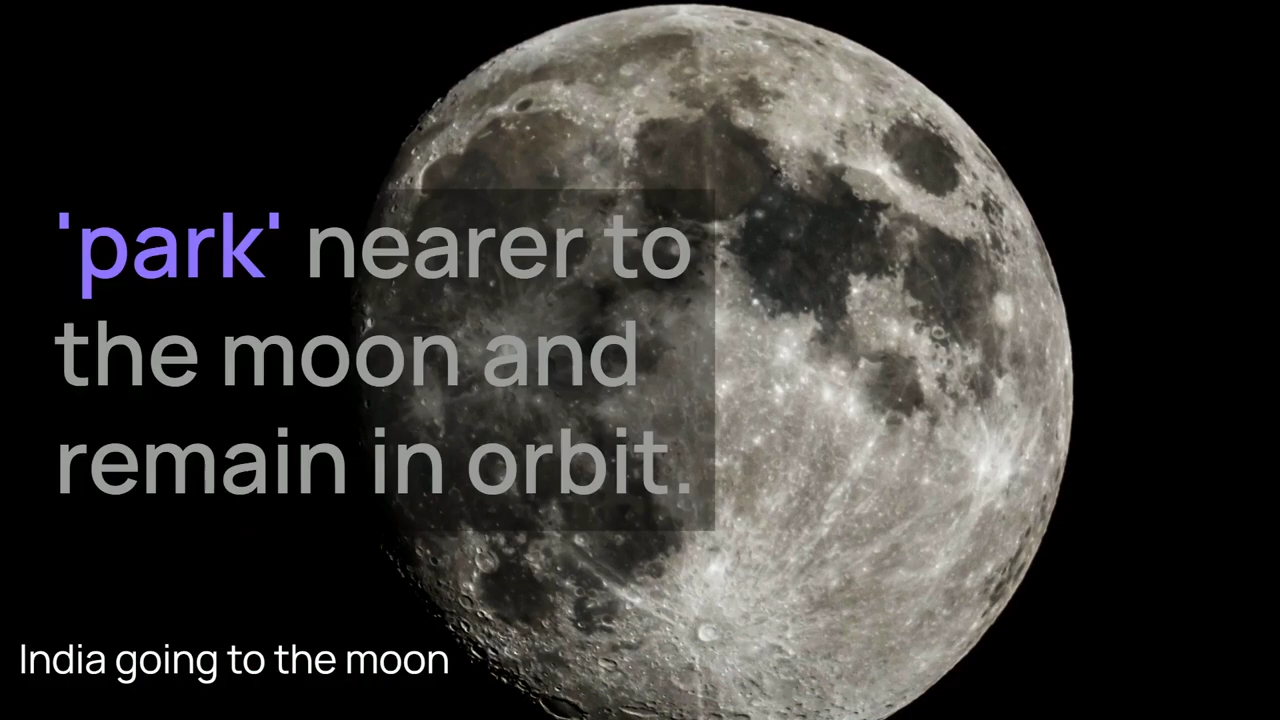 'park' nearer to
the moon and
remain in orbit.
India going to the moon